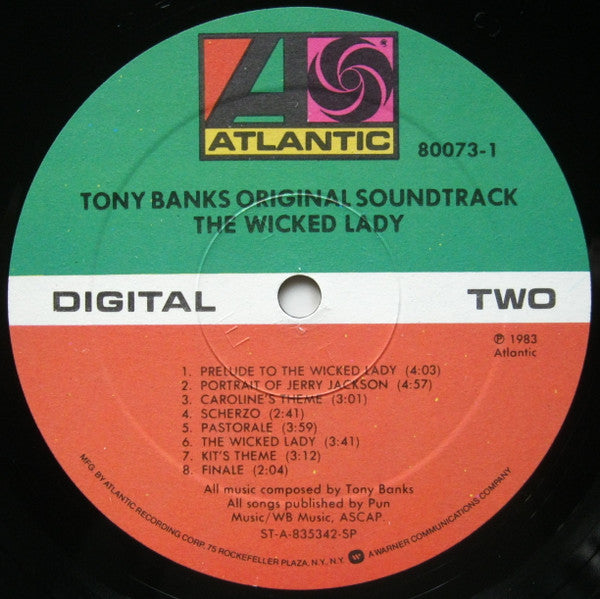 ATLANTIC
80073-1
TONY BANKS ORIGINAL SOUNDTRACK
THE WICKED LADY
DIGITAL
TWO
℗ 1983
Atlantic
1. PRELUDE TO THE WICKED LADY (4:03)
2. PORTRAIT OF JERRY JACKSON (4:57)
3. CAROLINE'S THEME (3:01)
4. SCHERZO (2:41)
5. PASTORALE (3:59)
6. THE WICKED LADY (3:41)
7. KIT'S THEME (3:12)
8. FINALE (2:04)
All music composed by Tony Banks
All songs published by Pun
Music/WB Music, ASCAP.
ST-A-835342-SP
MFG. BY ATLANTIC RECORDING CORP. 75 ROCKEFELLER PLAZA, N.Y. N.Y. A WARNER COMMUNICATIONS COMPANY